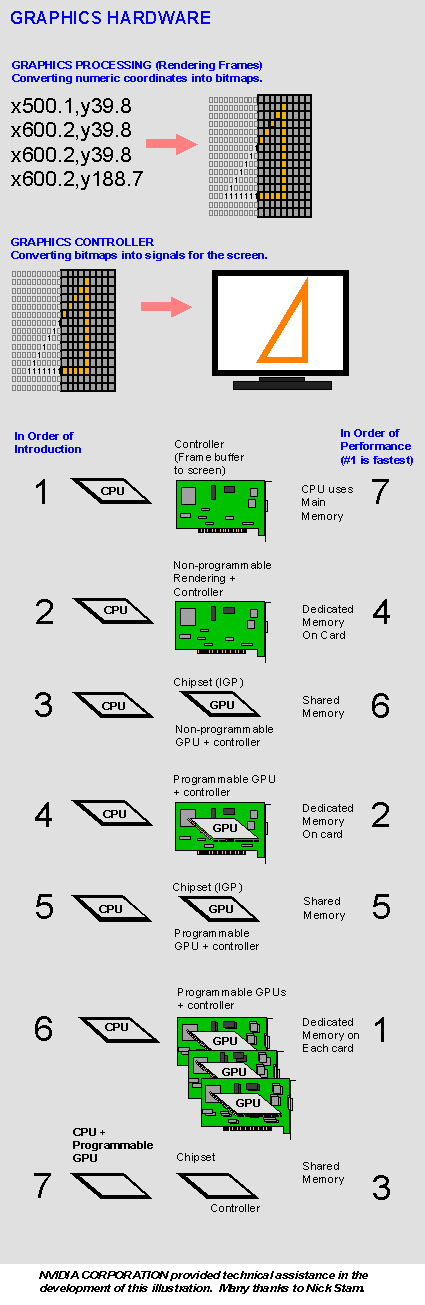 GRAPHICS HARDWARE
GRAPHICS PROCESSING (Rendering Frames)
Converting numeric coordinates into bitmaps.
x500.1,y39.8
x600.2,y39.8
x600.2,y39.8
x600.2,y188.7
GRAPHICS CONTROLLER
Converting bitmaps into signals for the screen.
In Order of
Introduction
Controller
(Frame buffer
to screen)
In Order of
Performance
(#1 is fastest)
1
CPU
CPU uses
Main
Memory
7
Non-programmable
Rendering +
Controller
2
CPU
Dedicated
Memory
On Card
4
Chipset (IGP)
3
CPU
GPU
Shared
Memory
6
Non-programmable
GPU + controller
Programmable GPU
+ controller
4
CPU
GPU
Dedicated
Memory
On card
2
Chipset (IGP)
5
CPU
GPU
Shared
Memory
5
Programmable
GPU + controller
Programmable GPUs
+ controller
6
CPU
GPU
GPU
GPU
Dedicated
Memory on
Each card
1
CPU +
Programmable
GPU
Chipset
7
Shared
Memory
3
Controller
NVIDIA CORPORATION provided technical assistance in the
development of this illustration. Many thanks to Nick Stam.